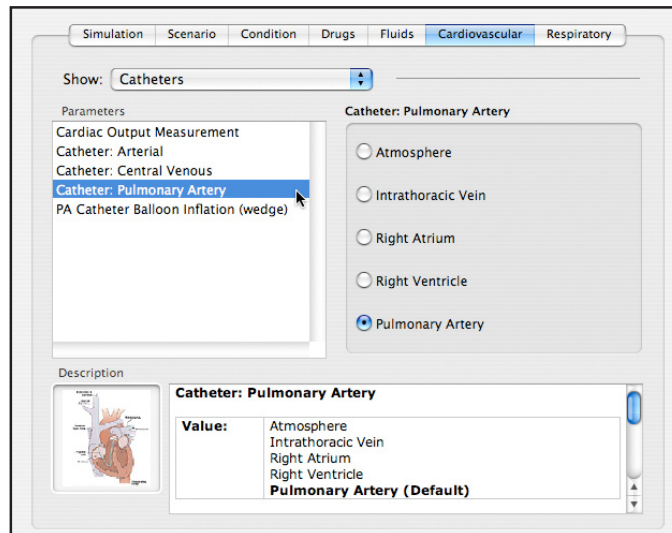 Simulation Scenario Condition Drugs Fluids Cardiovascular Respiratory
Show: Catheters
Parameters
Cardiac Output Measurement
Catheter: Arterial
Catheter: Central Venous
Catheter: Pulmonary Artery
PA Catheter Balloon Inflation (wedge)
Catheter: Pulmonary Artery
Atmosphere
Intrathoracic Vein
Right Atrium
Right Ventricle
Pulmonary Artery
Description
Catheter: Pulmonary Artery
Value: Atmosphere
Intrathoracic Vein
Right Atrium
Right Ventricle
Pulmonary Artery (Default)